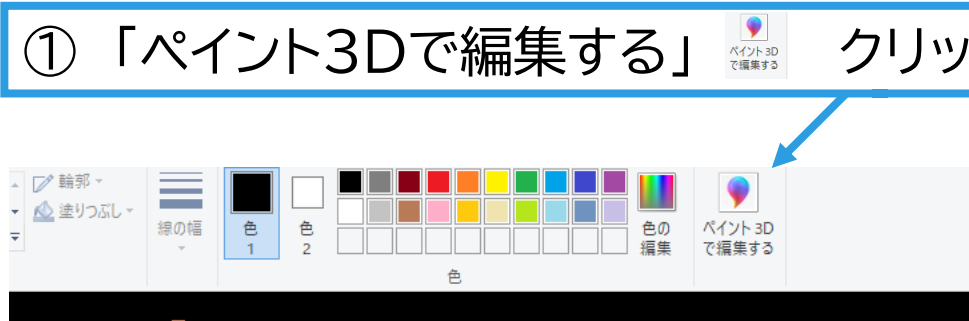 ① 「ペイント3Dで編集する」 ペイント 3D で編集する クリッ
輪郭
塗りつぶし
線の幅
色
1
色
2
色の
編集
ペイント 3D
で編集する
色